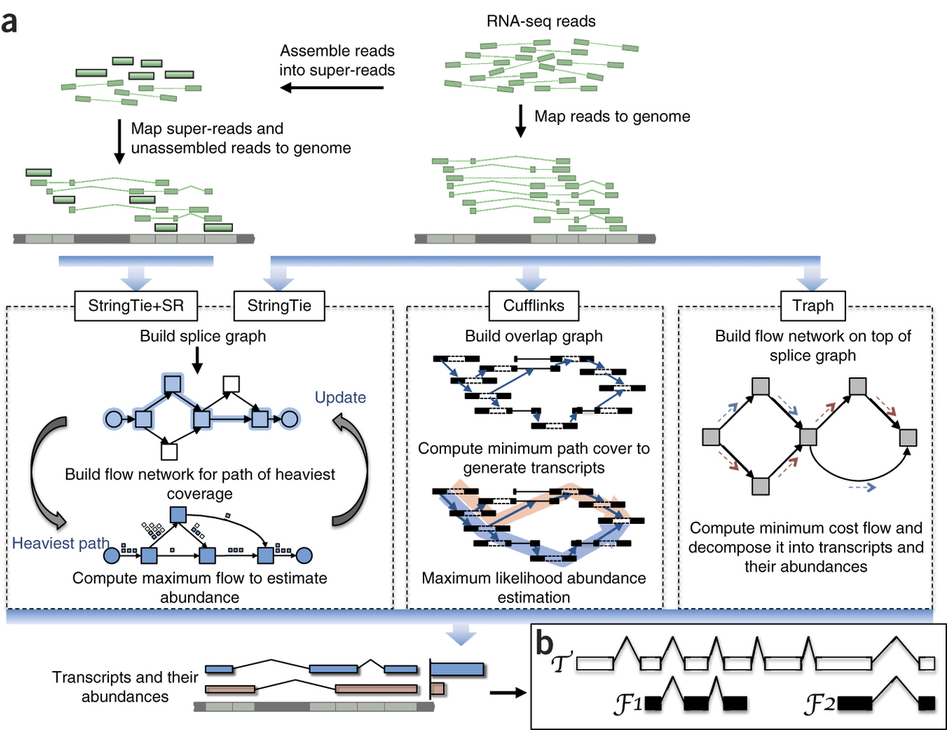 a
RNA-seq reads
Assemble reads
into super-reads
Map super-reads and
unassembled reads to genome
Map reads to genome
StringTie+SR
StringTie
Cufflinks
Traph
Build splice graph
Update
Build flow network for path of heaviest
coverage
Heaviest path
Compute maximum flow to estimate
abundance
Build overlap graph
Compute minimum path cover to
generate transcripts
Maximum likelihood abundance
estimation
Build flow network on top of
splice graph
Compute minimum cost flow and
decompose it into transcripts and
their abundances
Transcripts and their
abundances
b
T
F1
F2